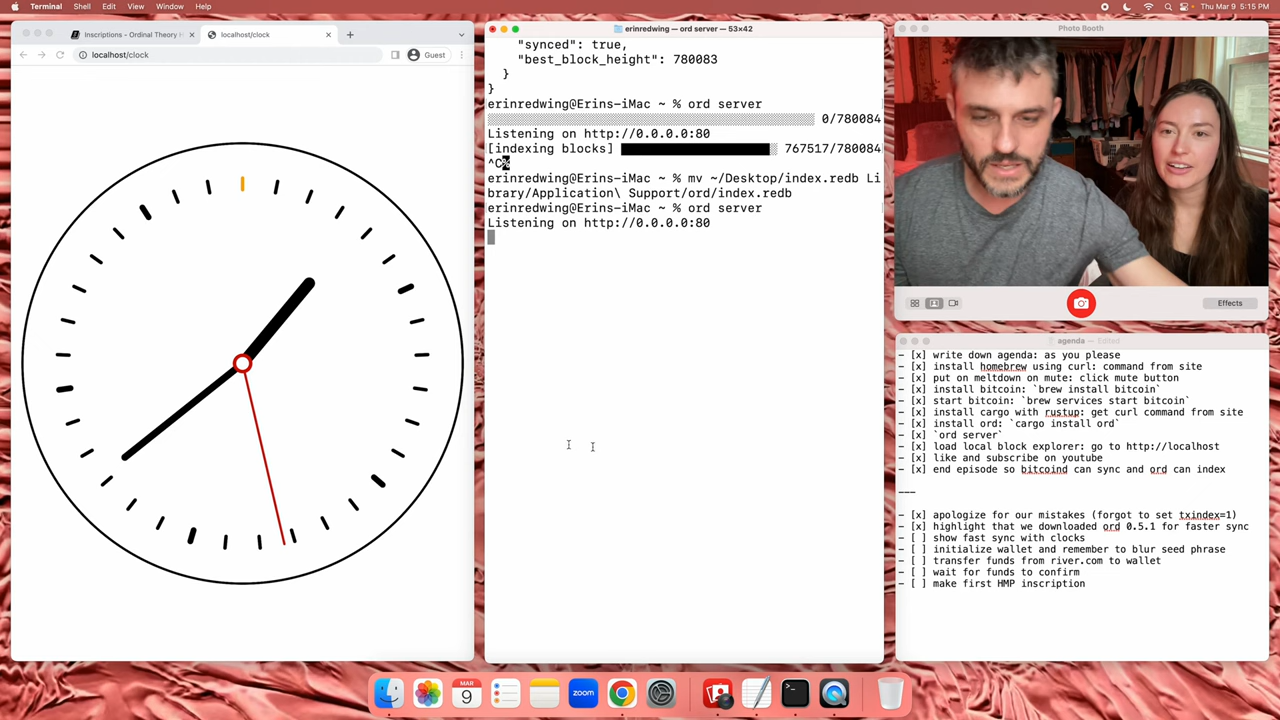 Terminal Shell Edit View Window Help
Thu Mar 9 5:15 PM
Inscriptions - Ordinal Theory
localhost/clock
localhost/clock
Guest
erinredwing — ord server — 53×42
"synced": true,
"best_block_height": 780083
}
}
erinredwing@Erins-iMac ~ % ord server
0/780084
Listening on http://0.0.0.0:80
[indexing blocks] 767517/780084
^C%
erinredwing@Erins-iMac ~ % mv ~/Desktop/index.redb Li
brary/Application\ Support/ord/index.redb
erinredwing@Erins-iMac ~ % ord server
Listening on http://0.0.0.0:80
Photo Booth
Effects
agenda — Edited
- [x] write down agenda: as you please
- [x] install homebrew using curl: command from site
- [x] put on meltdown on mute: click mute button
- [x] install bitcoin: `brew install bitcoin`
- [x] start bitcoin: `brew services start bitcoin`
- [x] install cargo with rustup: get curl command from site
- [x] install ord: `cargo install ord`
- [x] `ord server`
- [x] load local block explorer: go to http://localhost
- [x] like and subscribe on youtube
- [x] end episode so bitcoind can sync and ord can index
---
- [x] apologize for our mistakes (forgot to set txindex=1)
- [x] highlight that we downloaded ord 0.5.1 for faster sync
- [ ] show fast sync with clocks
- [ ] initialize wallet and remember to blur seed phrase
- [ ] transfer funds from river.com to wallet
- [ ] wait for funds to confirm
- [ ] make first HMP inscription
MAR
9
zoom